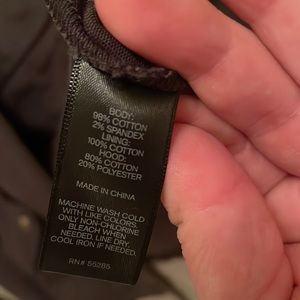 BODY:
98% COTTON
2% SPANDEX
LINING:
100% COTTON
HOOD:
80% COTTON
20% POLYESTER
MADE IN CHINA
MACHINE WASH COLD
WITH LIKE COLORS.
ONLY NON-CHLORINE
BLEACH WHEN
NEEDED. LINE DRY.
COOL IRON IF NEEDED.
RN# 56285